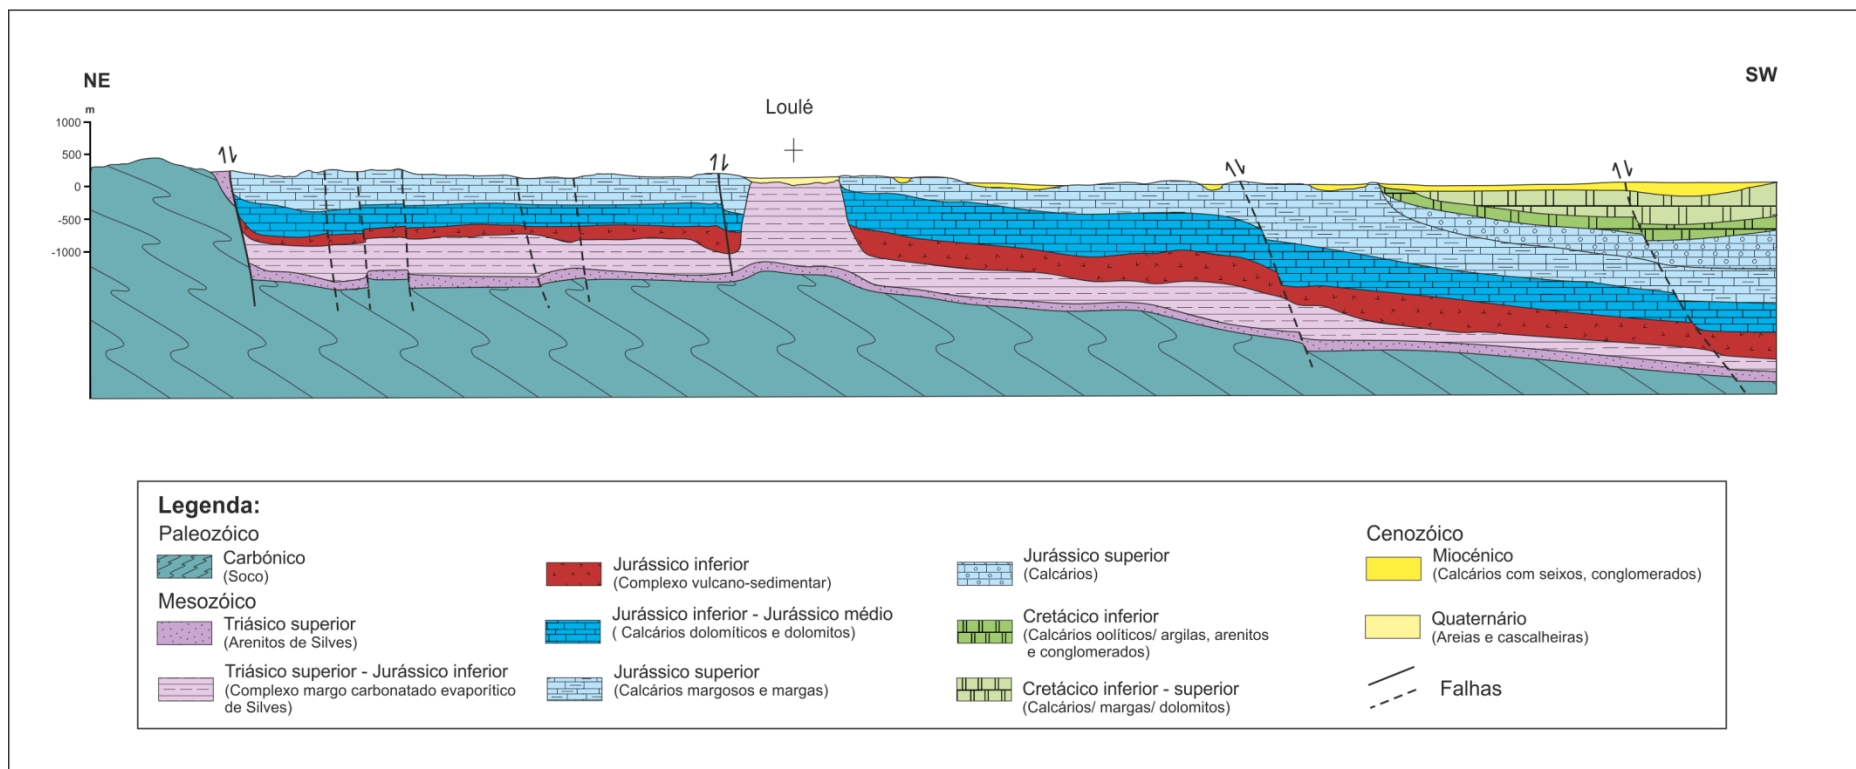 NE
SW
m
Loulé
1000
500
0
-500
-1000
Legenda:
Paleozóico
Carbónico
(Soco)
Mesozóico
Triásico superior
(Arenitos de Silves)
Triásico superior - Jurássico inferior
(Complexo margo carbonatado evaporítico
de Silves)
Jurássico inferior
(Complexo vulcano-sedimentar)
Jurássico inferior - Jurássico médio
( Calcários dolomíticos e dolomitos)
Jurássico superior
(Calcários margosos e margas)
Jurássico superior
(Calcários)
Cretácico inferior
(Calcários oolíticos/ argilas, arenitos
e conglomerados)
Cretácico inferior - superior
(Calcários/ margas/ dolomitos)
Cenozóico
Miocénico
(Calcários com seixos, conglomerados)
Quaternário
(Areias e cascalheiras)
Falhas